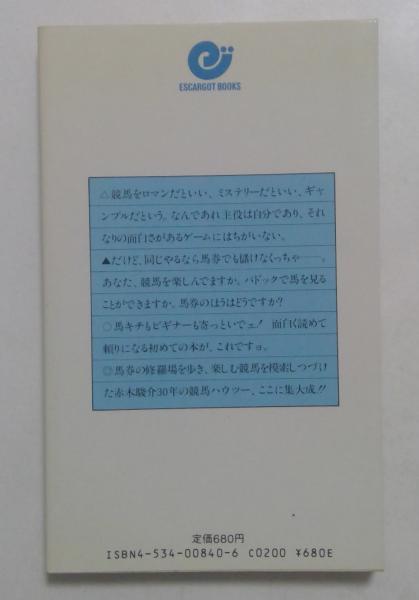 ESCARGOT BOOKS
△競馬をロマンだといい、ミステリーだといい、ギャ
ンブルだという。なんであれ主役は自分であり、それ
なりの面白さがあるゲームにはちがいない。
▲だけど、同じやるなら馬券でも儲けなくっちゃ――。
あなた、競馬を楽しんでますか。パドックで馬を見る
ことができますか。馬券のほうはどうですか?
○馬キチもビギナーも寄っといでェ! 面白く読めて
頼りになる初めての本が、これですョ。
◎馬券の修羅場を歩き、楽しむ競馬を模索しつづけ
た赤木駿介30年の競馬ハウツー、ここに集大成!!
定価680円
ISBN4-534-00840-6 C0200 ¥680E